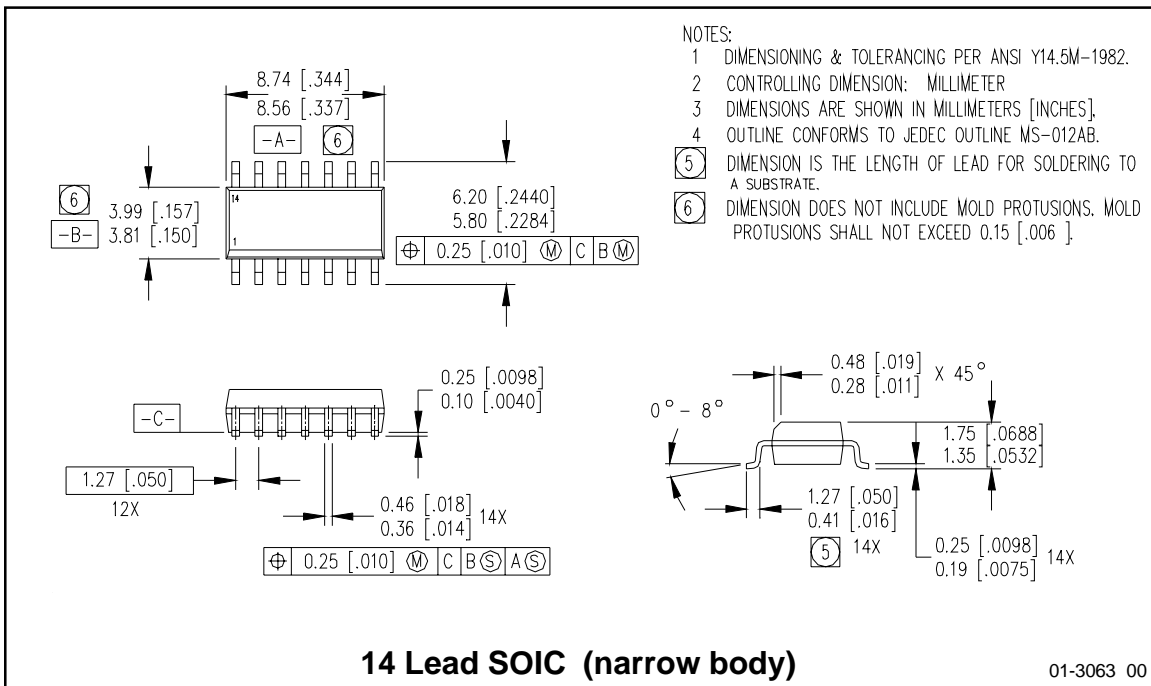 8.74 [.344]
8.56 [.337]
-A- 6
14
1
6
3.99 [.157]
3.81 [.150]
-B-
6.20 [.2440]
5.80 [.2284]
⌖ 0.25 [.010] Ⓜ C B Ⓜ
NOTES:
1 DIMENSIONING & TOLERANCING PER ANSI Y14.5M-1982.
2 CONTROLLING DIMENSION: MILLIMETER
3 DIMENSIONS ARE SHOWN IN MILLIMETERS [INCHES].
4 OUTLINE CONFORMS TO JEDEC OUTLINE MS-012AB.
5 DIMENSION IS THE LENGTH OF LEAD FOR SOLDERING TO
A SUBSTRATE.
6 DIMENSION DOES NOT INCLUDE MOLD PROTUSIONS. MOLD
PROTUSIONS SHALL NOT EXCEED 0.15 [.006 ].
-C-
0.25 [.0098]
0.10 [.0040]
1.27 [.050]
12X
0.46 [.018]
0.36 [.014]
14X
⌖ 0.25 [.010] Ⓜ C B Ⓢ A Ⓢ
0.48 [.019]
0.28 [.011]
X 45°
0° - 8°
1.75 [.0688]
1.35 [.0532]
1.27 [.050]
0.41 [.016]
5 14X
0.25 [.0098]
0.19 [.0075]
14X
14 Lead SOIC (narrow body)
01-3063 00